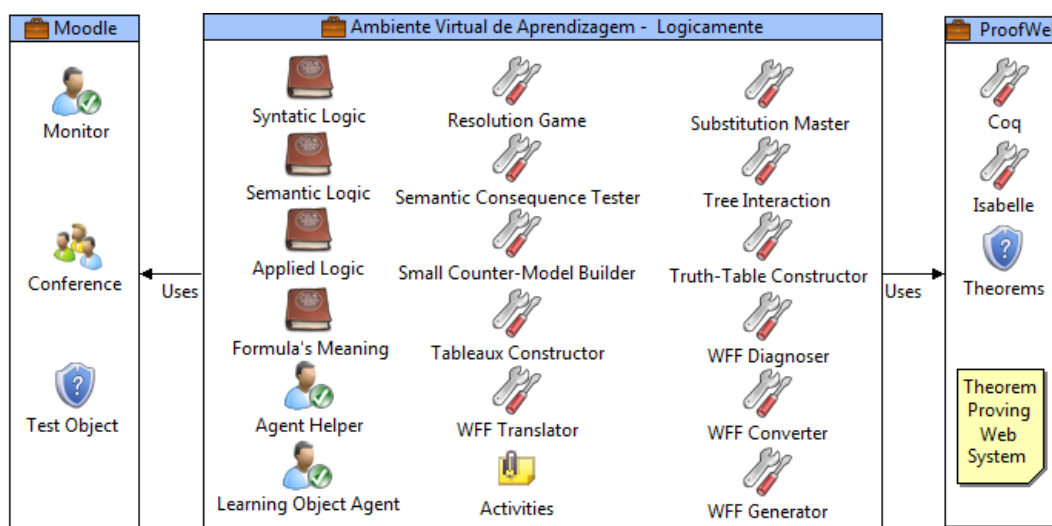 Moodle
Monitor
Conference
Test Object
Uses
Ambiente Virtual de Aprendizagem - Logicamente
Syntatic Logic
Resolution Game
Substitution Master
Semantic Logic
Semantic Consequence Tester
Tree Interaction
Applied Logic
Small Counter-Model Builder
Truth-Table Constructor
Formula's Meaning
Tableaux Constructor
WFF Diagnoser
Agent Helper
WFF Translator
WFF Converter
Learning Object Agent
Activities
WFF Generator
Uses
ProofWe
Coq
Isabelle
Theorems
Theorem
Proving
Web
System